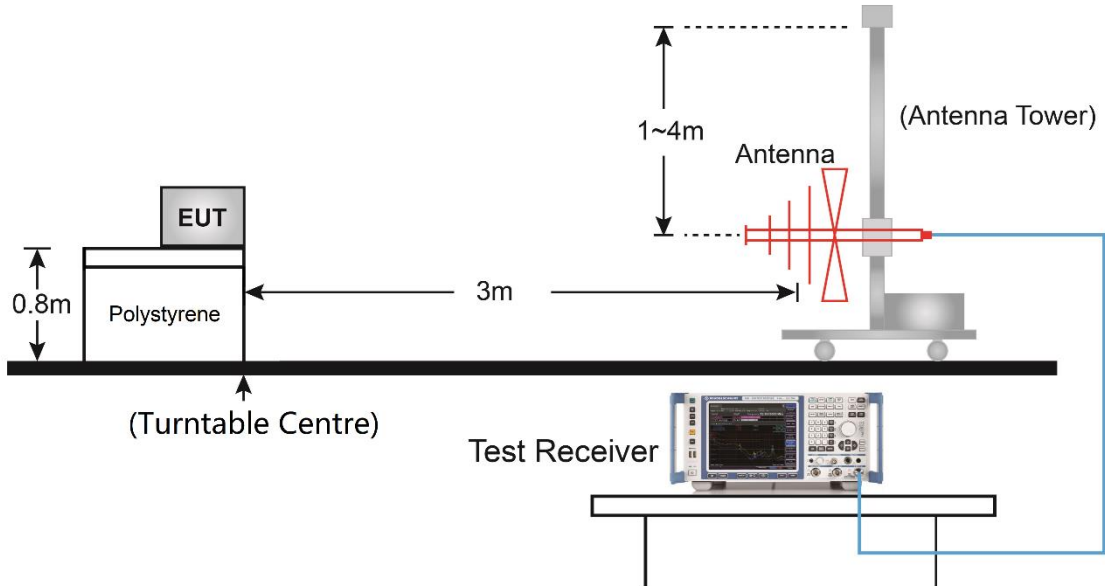 1~4m
(Antenna Tower)
Antenna
EUT
0.8m
Polystyrene
3m
(Turntable Centre)
Test Receiver